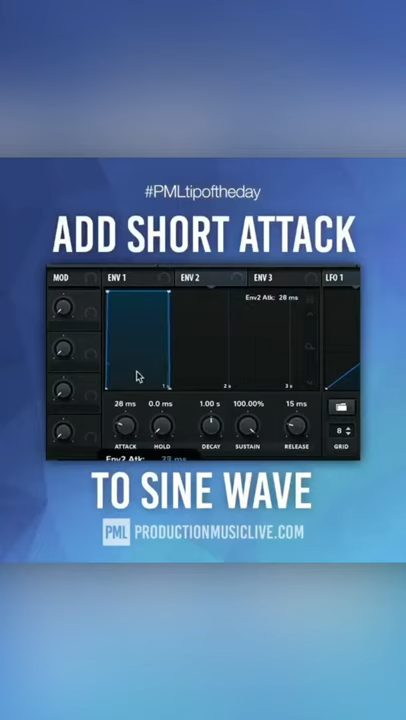 #PMLtipoftheday
ADD SHORT ATTACK
MOD ENV 1 ENV 2 ENV 3 LFO 1
Env2 Atk: 28 ms
1 s 2 s 3 s
28 ms 0.0 ms 1.00 s 100.00% 15 ms
8
ATTACK HOLD DECAY SUSTAIN RELEASE GRID
Env2 Atk:
TO SINE WAVE
PML PRODUCTIONMUSICLIVE.COM